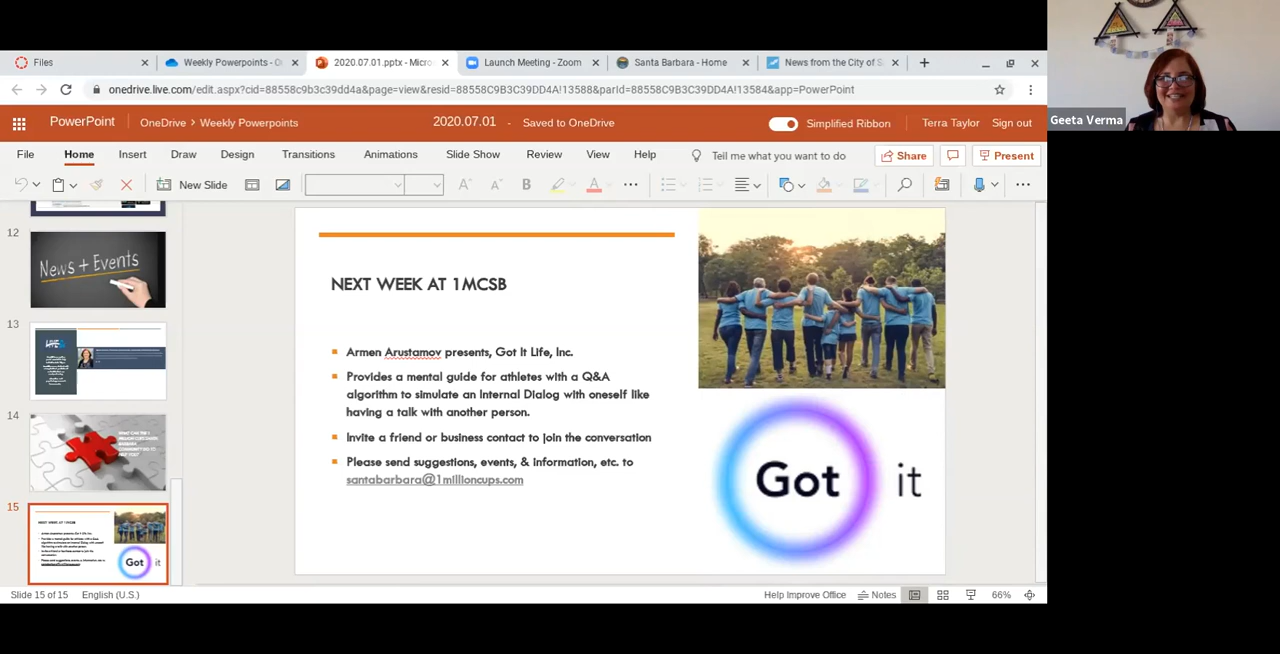 Files
Weekly Powerpoints - O
2020.07.01.pptx - Micros
Launch Meeting - Zoom
Santa Barbara - Home
News from the City of S
onedrive.live.com/edit.aspx?cid=88558c9b3c39dd4a&page=view&resid=88558C9B3C39DD4A!13588&parId=88558C9B3C39DD4A!13584&app=PowerPoint
Geeta Verma
PowerPoint
OneDrive > Weekly Powerpoints
2020.07.01 - Saved to OneDrive
Simplified Ribbon
Terra Taylor
Sign out
File Home Insert Draw Design Transitions Animations Slide Show Review View Help
Tell me what you want to do
Share
Present
New Slide
12
News + Events
13
14
15
NEXT WEEK AT 1MCSB
Got it
NEXT WEEK AT 1MCSB
Armen Arustamov presents, Got It Life, Inc.
Provides a mental guide for athletes with a Q&A
algorithm to simulate an Internal Dialog with oneself like
having a talk with another person.
Invite a friend or business contact to join the conversation
Please send suggestions, events, & information, etc. to
santabarbara@1millioncups.com
Got it
Slide 15 of 15
English (U.S.)
Help Improve Office
Notes
66%